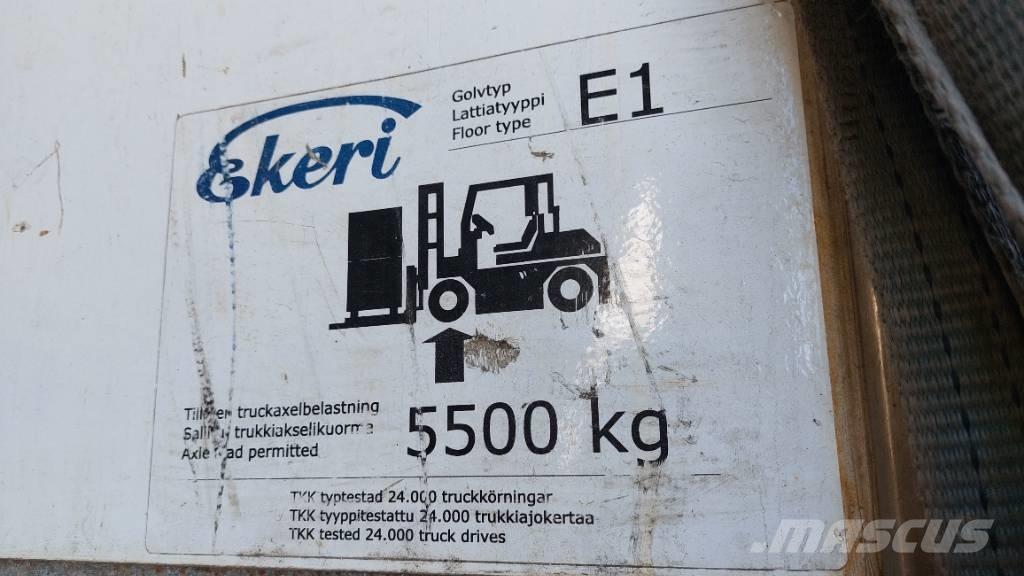 Ekeri
Golvtyp
Lattiatyyppi
Floor type
E1
truckaxelbelastning
trukkiakselikuorma
Axle permitted
5500 kg
TKK typtestad 24.000 truckkörningar
TKK tyyppitestattu 24.000 trukkiajokertaa
TKK tested 24.000 truck drives
MASCUS